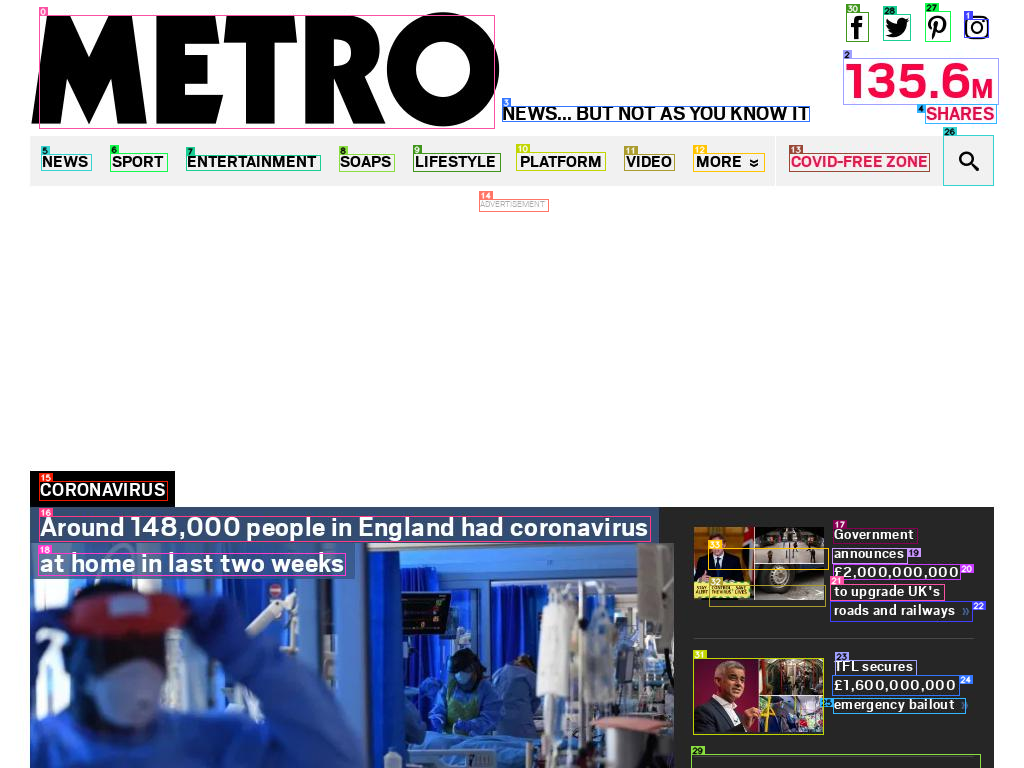 METRO
NEWS... BUT NOT AS YOU KNOW IT
135.6M
SHARES
NEWS SPORT ENTERTAINMENT SOAPS LIFESTYLE PLATFORM VIDEO MORE COVID-FREE ZONE
ADVERTISEMENT
CORONAVIRUS
Around 148,000 people in England had coronavirus
at home in last two weeks
Government
announces
£2,000,000,000
to upgrade UK's
roads and railways »
TFL secures
£1,600,000,000
emergency bailout »